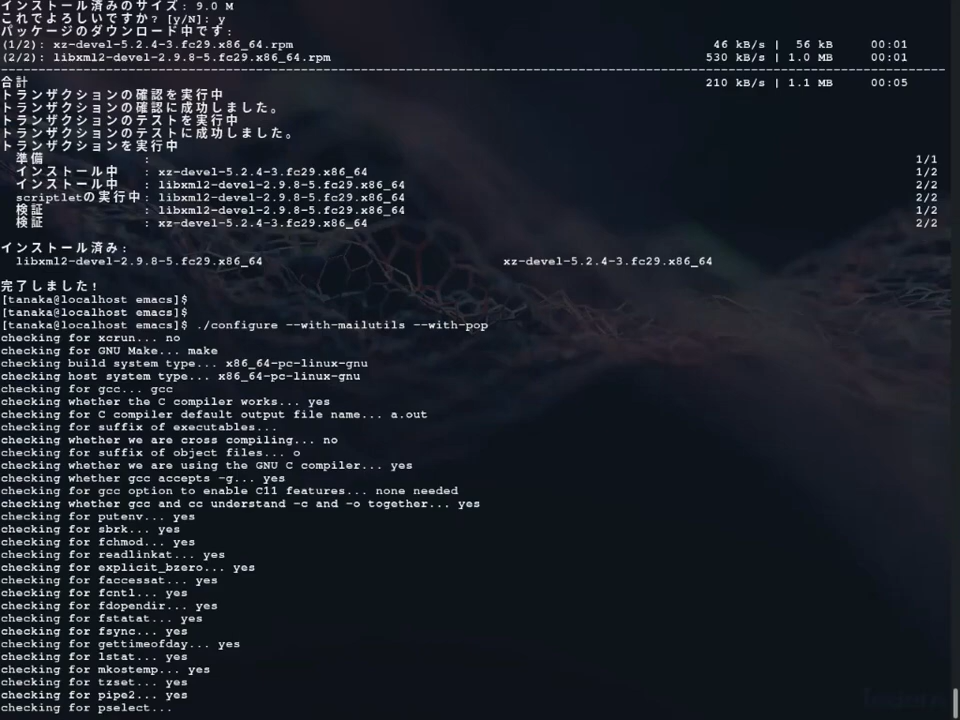 インストール済みのサイズ: 9.0 M
これでよろしいですか? [y/N]: y
パッケージのダウンロード中です:
(1/2): xz-devel-5.2.4-3.fc29.x86_64.rpm 46 kB/s | 56 kB 00:01
(2/2): libxml2-devel-2.9.8-5.fc29.x86_64.rpm 530 kB/s | 1.0 MB 00:01
--------------------------------------------------------------------------------
合計 210 kB/s | 1.1 MB 00:05
トランザクションの確認を実行中
トランザクションの確認に成功しました。
トランザクションのテストを実行中
トランザクションのテストに成功しました。
トランザクションを実行中
準備 : 1/1
インストール中 : xz-devel-5.2.4-3.fc29.x86_64 1/2
インストール中 : libxml2-devel-2.9.8-5.fc29.x86_64 2/2
scriptletの実行中: libxml2-devel-2.9.8-5.fc29.x86_64 2/2
検証 : libxml2-devel-2.9.8-5.fc29.x86_64 1/2
検証 : xz-devel-5.2.4-3.fc29.x86_64 2/2
インストール済み:
libxml2-devel-2.9.8-5.fc29.x86_64 xz-devel-5.2.4-3.fc29.x86_64
完了しました!
[tanaka@localhost emacs]$
[tanaka@localhost emacs]$
[tanaka@localhost emacs]$ ./configure --with-mailutils --with-pop
checking for xcrun... no
checking for GNU Make... make
checking build system type... x86_64-pc-linux-gnu
checking host system type... x86_64-pc-linux-gnu
checking for gcc... gcc
checking whether the C compiler works... yes
checking for C compiler default output file name... a.out
checking for suffix of executables...
checking whether we are cross compiling... no
checking for suffix of object files... o
checking whether we are using the GNU C compiler... yes
checking whether gcc accepts -g... yes
checking for gcc option to enable C11 features... none needed
checking whether gcc and cc understand -c and -o together... yes
checking for putenv... yes
checking for sbrk... yes
checking for fchmod... yes
checking for readlinkat... yes
checking for explicit_bzero... yes
checking for faccessat... yes
checking for fcntl... yes
checking for fdopendir... yes
checking for fstatat... yes
checking for fsync... yes
checking for gettimeofday... yes
checking for lstat... yes
checking for mkostemp... yes
checking for tzset... yes
checking for pipe2... yes
checking for pselect...